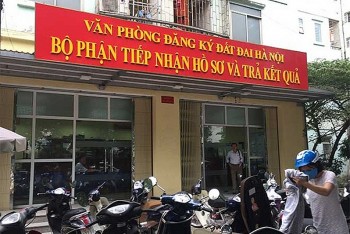 VĂN PHÒNG ĐĂNG KÝ ĐẤT ĐAI HÀ NỘI
BỘ PHẬN TIẾP NHẬN HỒ SƠ VÀ TRẢ KẾT QUẢ